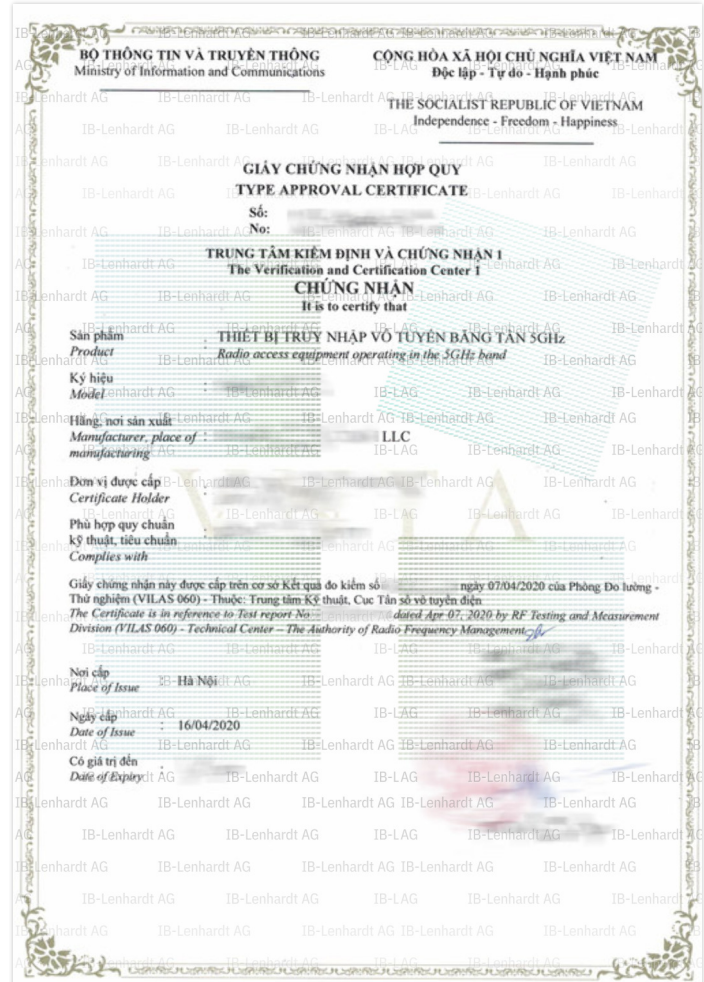 BỘ THÔNG TIN VÀ TRUYỀN THÔNG
Ministry of Information and Communications
CỘNG HÒA XÃ HỘI CHỦ NGHĨA VIỆT NAM
Độc lập - Tự do - Hạnh phúc
THE SOCIALIST REPUBLIC OF VIETNAM
Independence - Freedom - Happiness
GIẤY CHỨNG NHẬN HỢP QUY
TYPE APPROVAL CERTIFICATE
Số:
No:
TRUNG TÂM KIỂM ĐỊNH VÀ CHỨNG NHẬN 1
The Verification and Certification Center 1
CHỨNG NHẬN
It is to certify that
Sản phẩm : THIẾT BỊ TRUY NHẬP VÔ TUYẾN BĂNG TẦN 5GHz
Product Radio access equipment operating in the 5GHz band
Ký hiệu :
Model
Hãng, nơi sản xuất
Manufacturer, place of : LLC
manufacturing
Đơn vị được cấp :
Certificate Holder
Phù hợp quy chuẩn
kỹ thuật, tiêu chuẩn :
Complies with
Giấy chứng nhận này được cấp trên cơ sở Kết quả đo kiểm số ngày 07/04/2020 của Phòng Đo lường -
Thử nghiệm (VILAS 060) - Thuộc: Trung tâm Kỹ thuật, Cục Tần số vô tuyến điện
The Certificate is in reference to Test report No dated Apr 07, 2020 by RF Testing and Measurement
Division (VILAS 060) - Technical Center – The Authority of Radio Frequency Management
Nơi cấp : Hà Nội
Place of Issue
Ngày cấp : 16/04/2020
Date of Issue
Có giá trị đến :
Date of Expiry
IB-Lenhardt AG